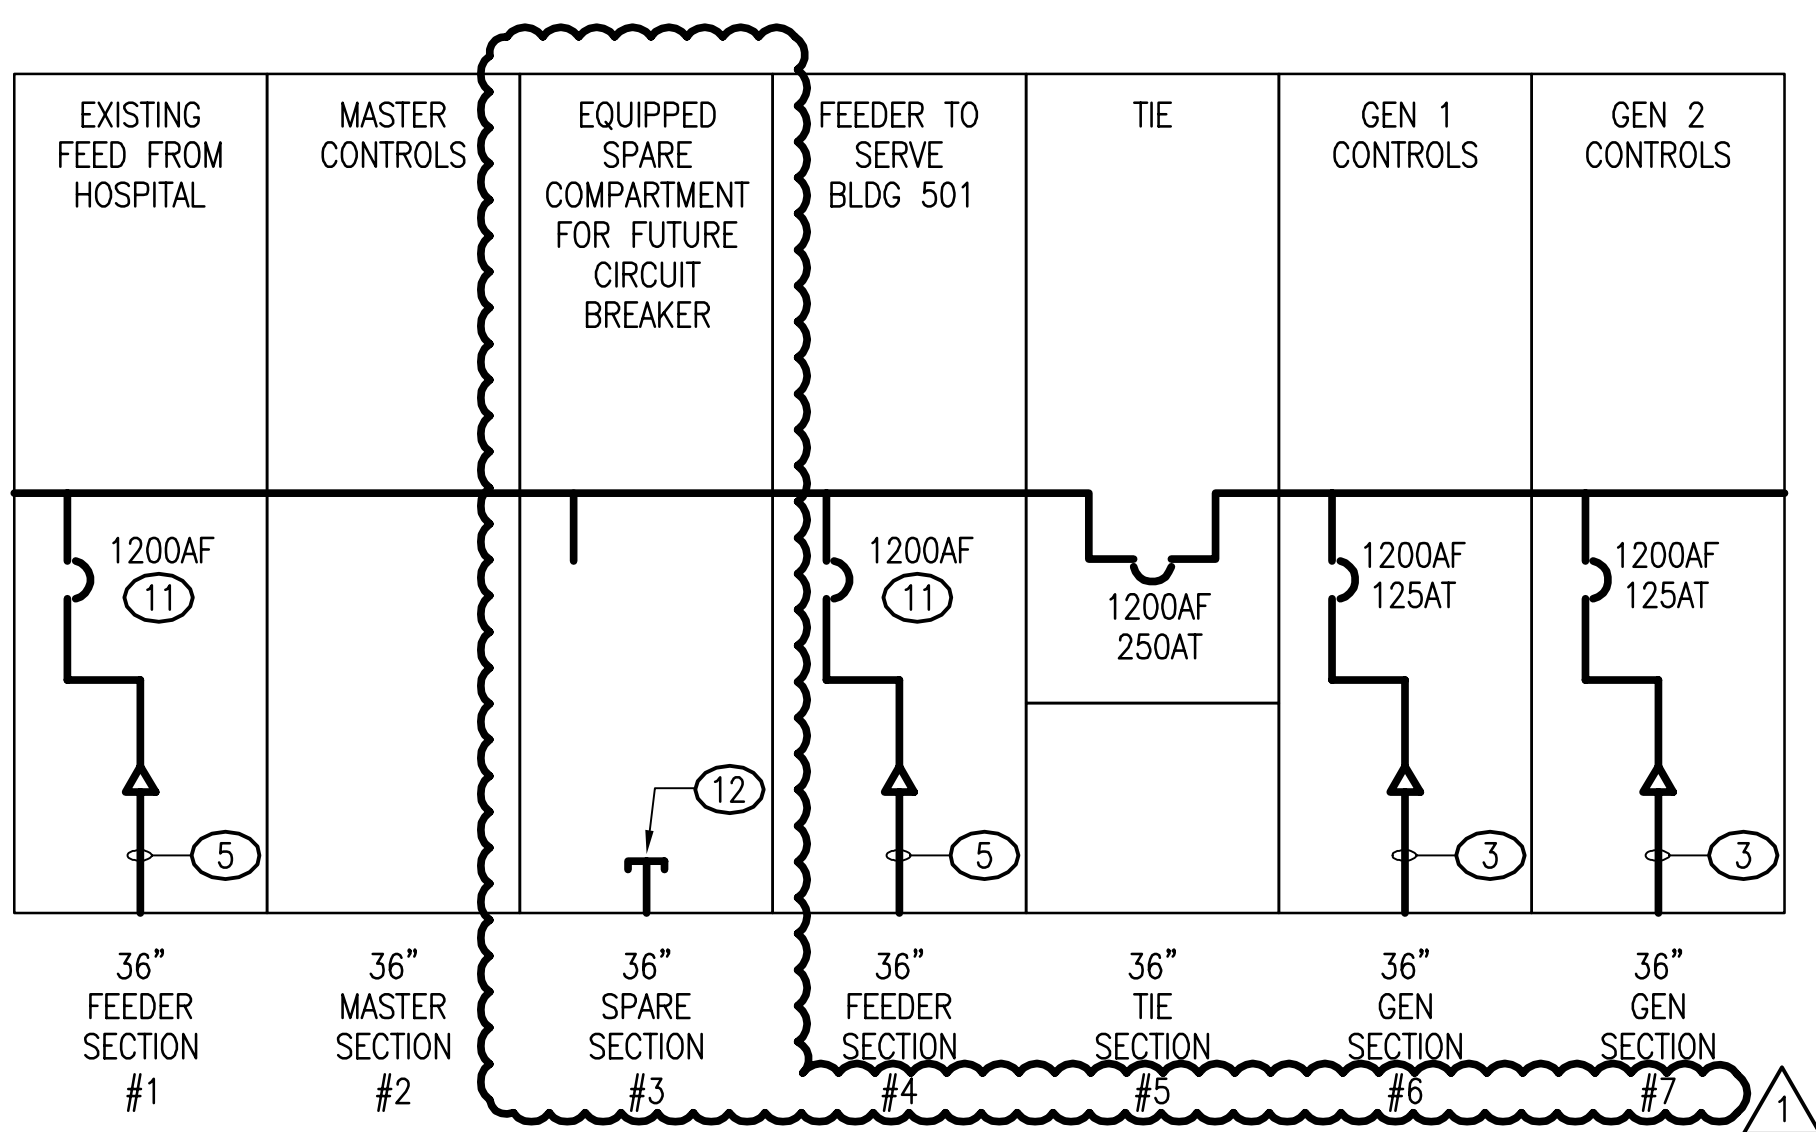 EXISTING
FEED FROM
HOSPITAL
MASTER
CONTROLS
EQUIPPED
SPARE
COMPARTMENT
FOR FUTURE
CIRCUIT
BREAKER
FEEDER TO
SERVE
BLDG 501
TIE
GEN 1
CONTROLS
GEN 2
CONTROLS
1200AF
11
1200AF
11
1200AF
250AT
1200AF
125AT
1200AF
125AT
12
5
5
3
3
36”
FEEDER
SECTION
#1
36”
MASTER
SECTION
#2
36”
SPARE
SECTION
#3
36”
FEEDER
SECTION
#4
36”
TIE
SECTION
#5
36”
GEN
SECTION
#6
36”
GEN
SECTION
#7
1